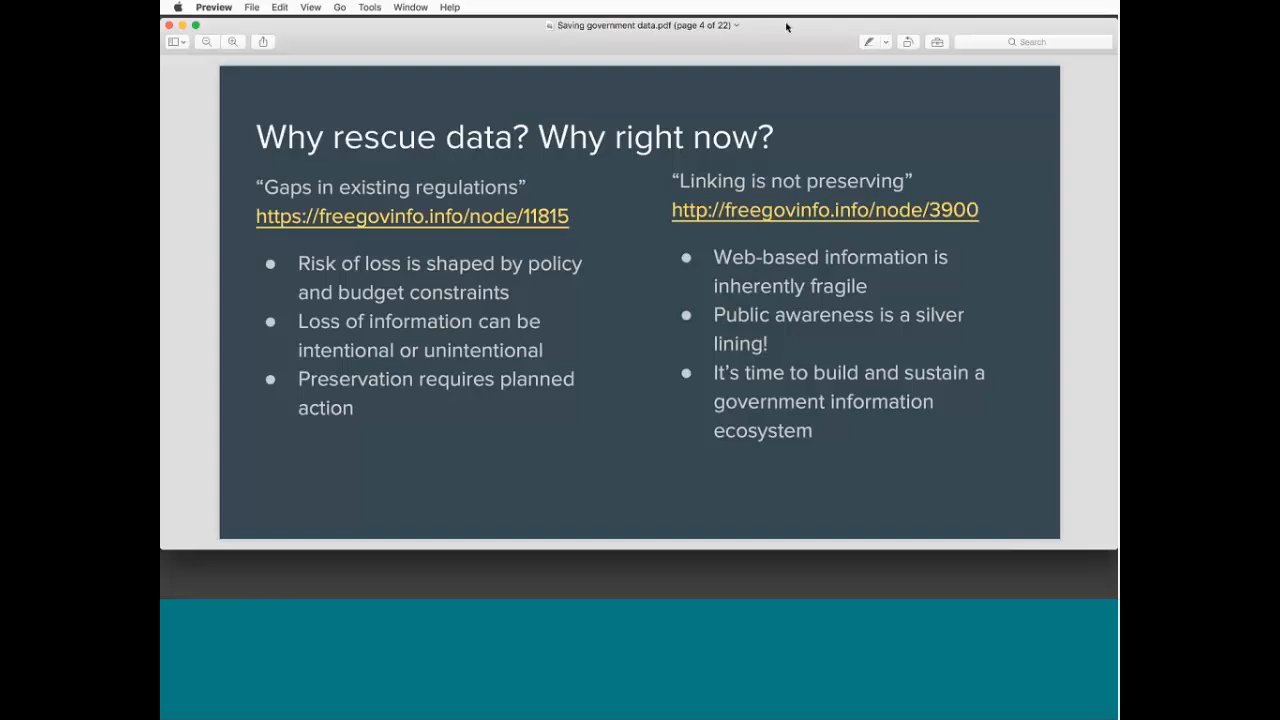 Preview File Edit View Go Tools Window Help
Saving government data.pdf (page 4 of 22)
Search
Why rescue data? Why right now?
“Gaps in existing regulations”
https://freegovinfo.info/node/11815
● Risk of loss is shaped by policy
and budget constraints
● Loss of information can be
intentional or unintentional
● Preservation requires planned
action
“Linking is not preserving”
http://freegovinfo.info/node/3900
● Web-based information is
inherently fragile
● Public awareness is a silver
lining!
● It’s time to build and sustain a
government information
ecosystem